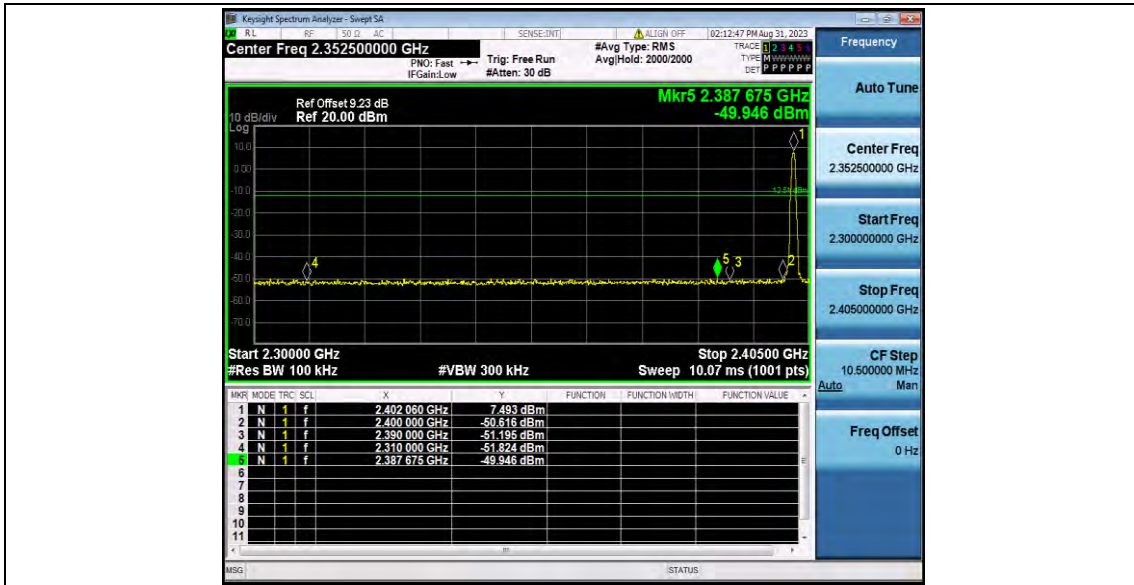 Keysight Spectrum Analyzer - Swept SA
RL RF 50 Ω AC SENSE:INT ALIGN OFF 02:12:47 PM Aug 31, 2023
Center Freq 2.352500000 GHz
PNO: Fast
IFGain:Low
Trig: Free Run
#Atten: 30 dB
#Avg Type: RMS
Avg|Hold: 2000/2000
TRACE 1 2 3 4 5 6
TYPE M WWWWW
DET P P P P P P
Ref Offset 9.23 dB
10 dB/div Ref 20.00 dBm
Log
Mkr5 2.387 675 GHz
-49.946 dBm
10.0
0.00
-10.0
-20.0
-30.0
-40.0
-50.0
-60.0
-70.0
1
4
5
3
2
Start 2.30000 GHz Stop 2.40500 GHz
#Res BW 100 kHz #VBW 300 kHz Sweep 10.07 ms (1001 pts)
MKR MODE TRC SCL X Y FUNCTION FUNCTION WIDTH FUNCTION VALUE
1 N 1 f 2.402 060 GHz 7.493 dBm
2 N 1 f 2.400 000 GHz -50.616 dBm
3 N 1 f 2.390 000 GHz -51.195 dBm
4 N 1 f 2.310 000 GHz -51.824 dBm
5 N 1 f 2.387 675 GHz -49.946 dBm
6
7
8
9
10
11
MSG STATUS
Frequency
Auto Tune
Center Freq
2.352500000 GHz
Start Freq
2.300000000 GHz
Stop Freq
2.405000000 GHz
CF Step
10.500000 MHz
Auto Man
Freq Offset
0 Hz